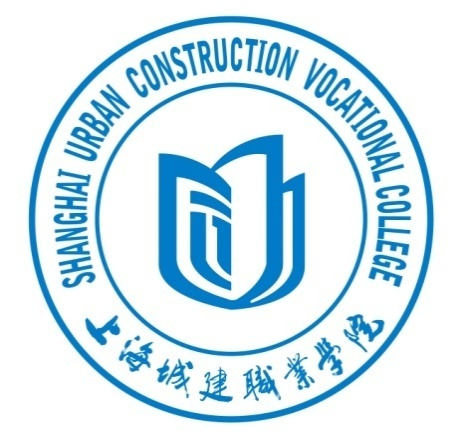 SHANGHAI URBAN CONSTRUCTION VOCATIONAL COLLEGE
上海城建職業學院